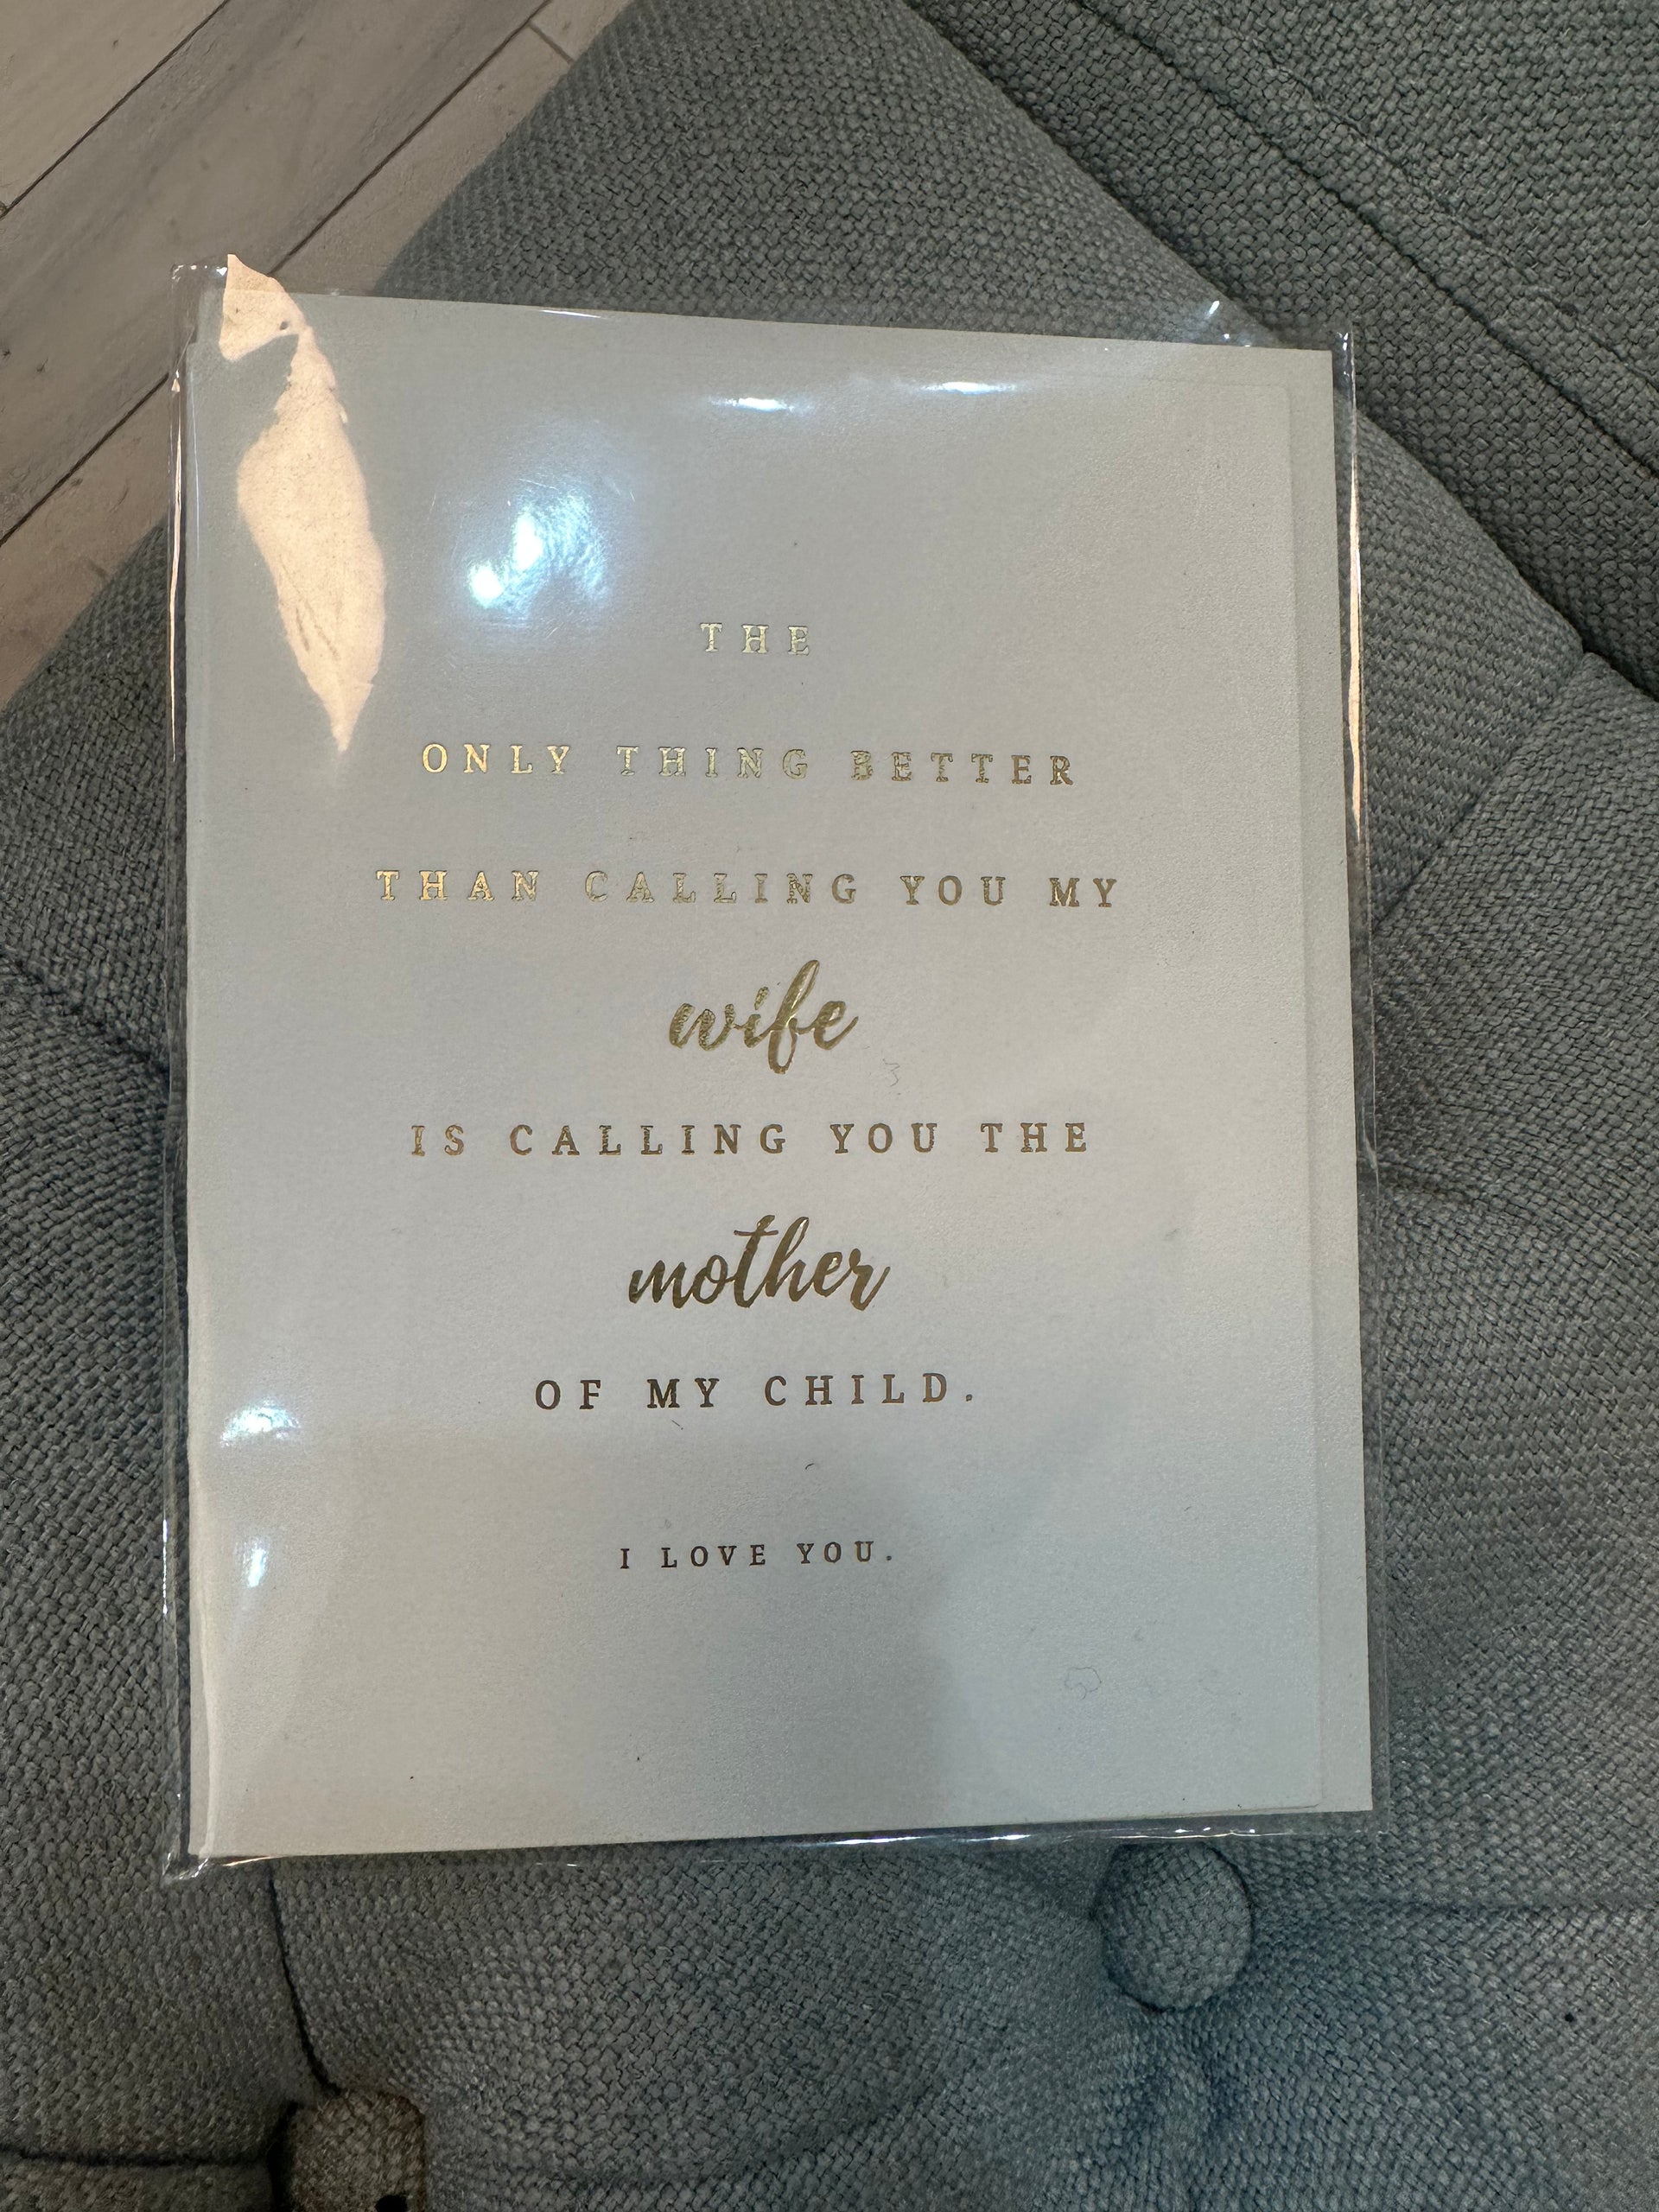 THE
ONLY THING BETTER
THAN CALLING YOU MY
wife
IS CALLING YOU THE
mother
OF MY CHILD.
I LOVE YOU.